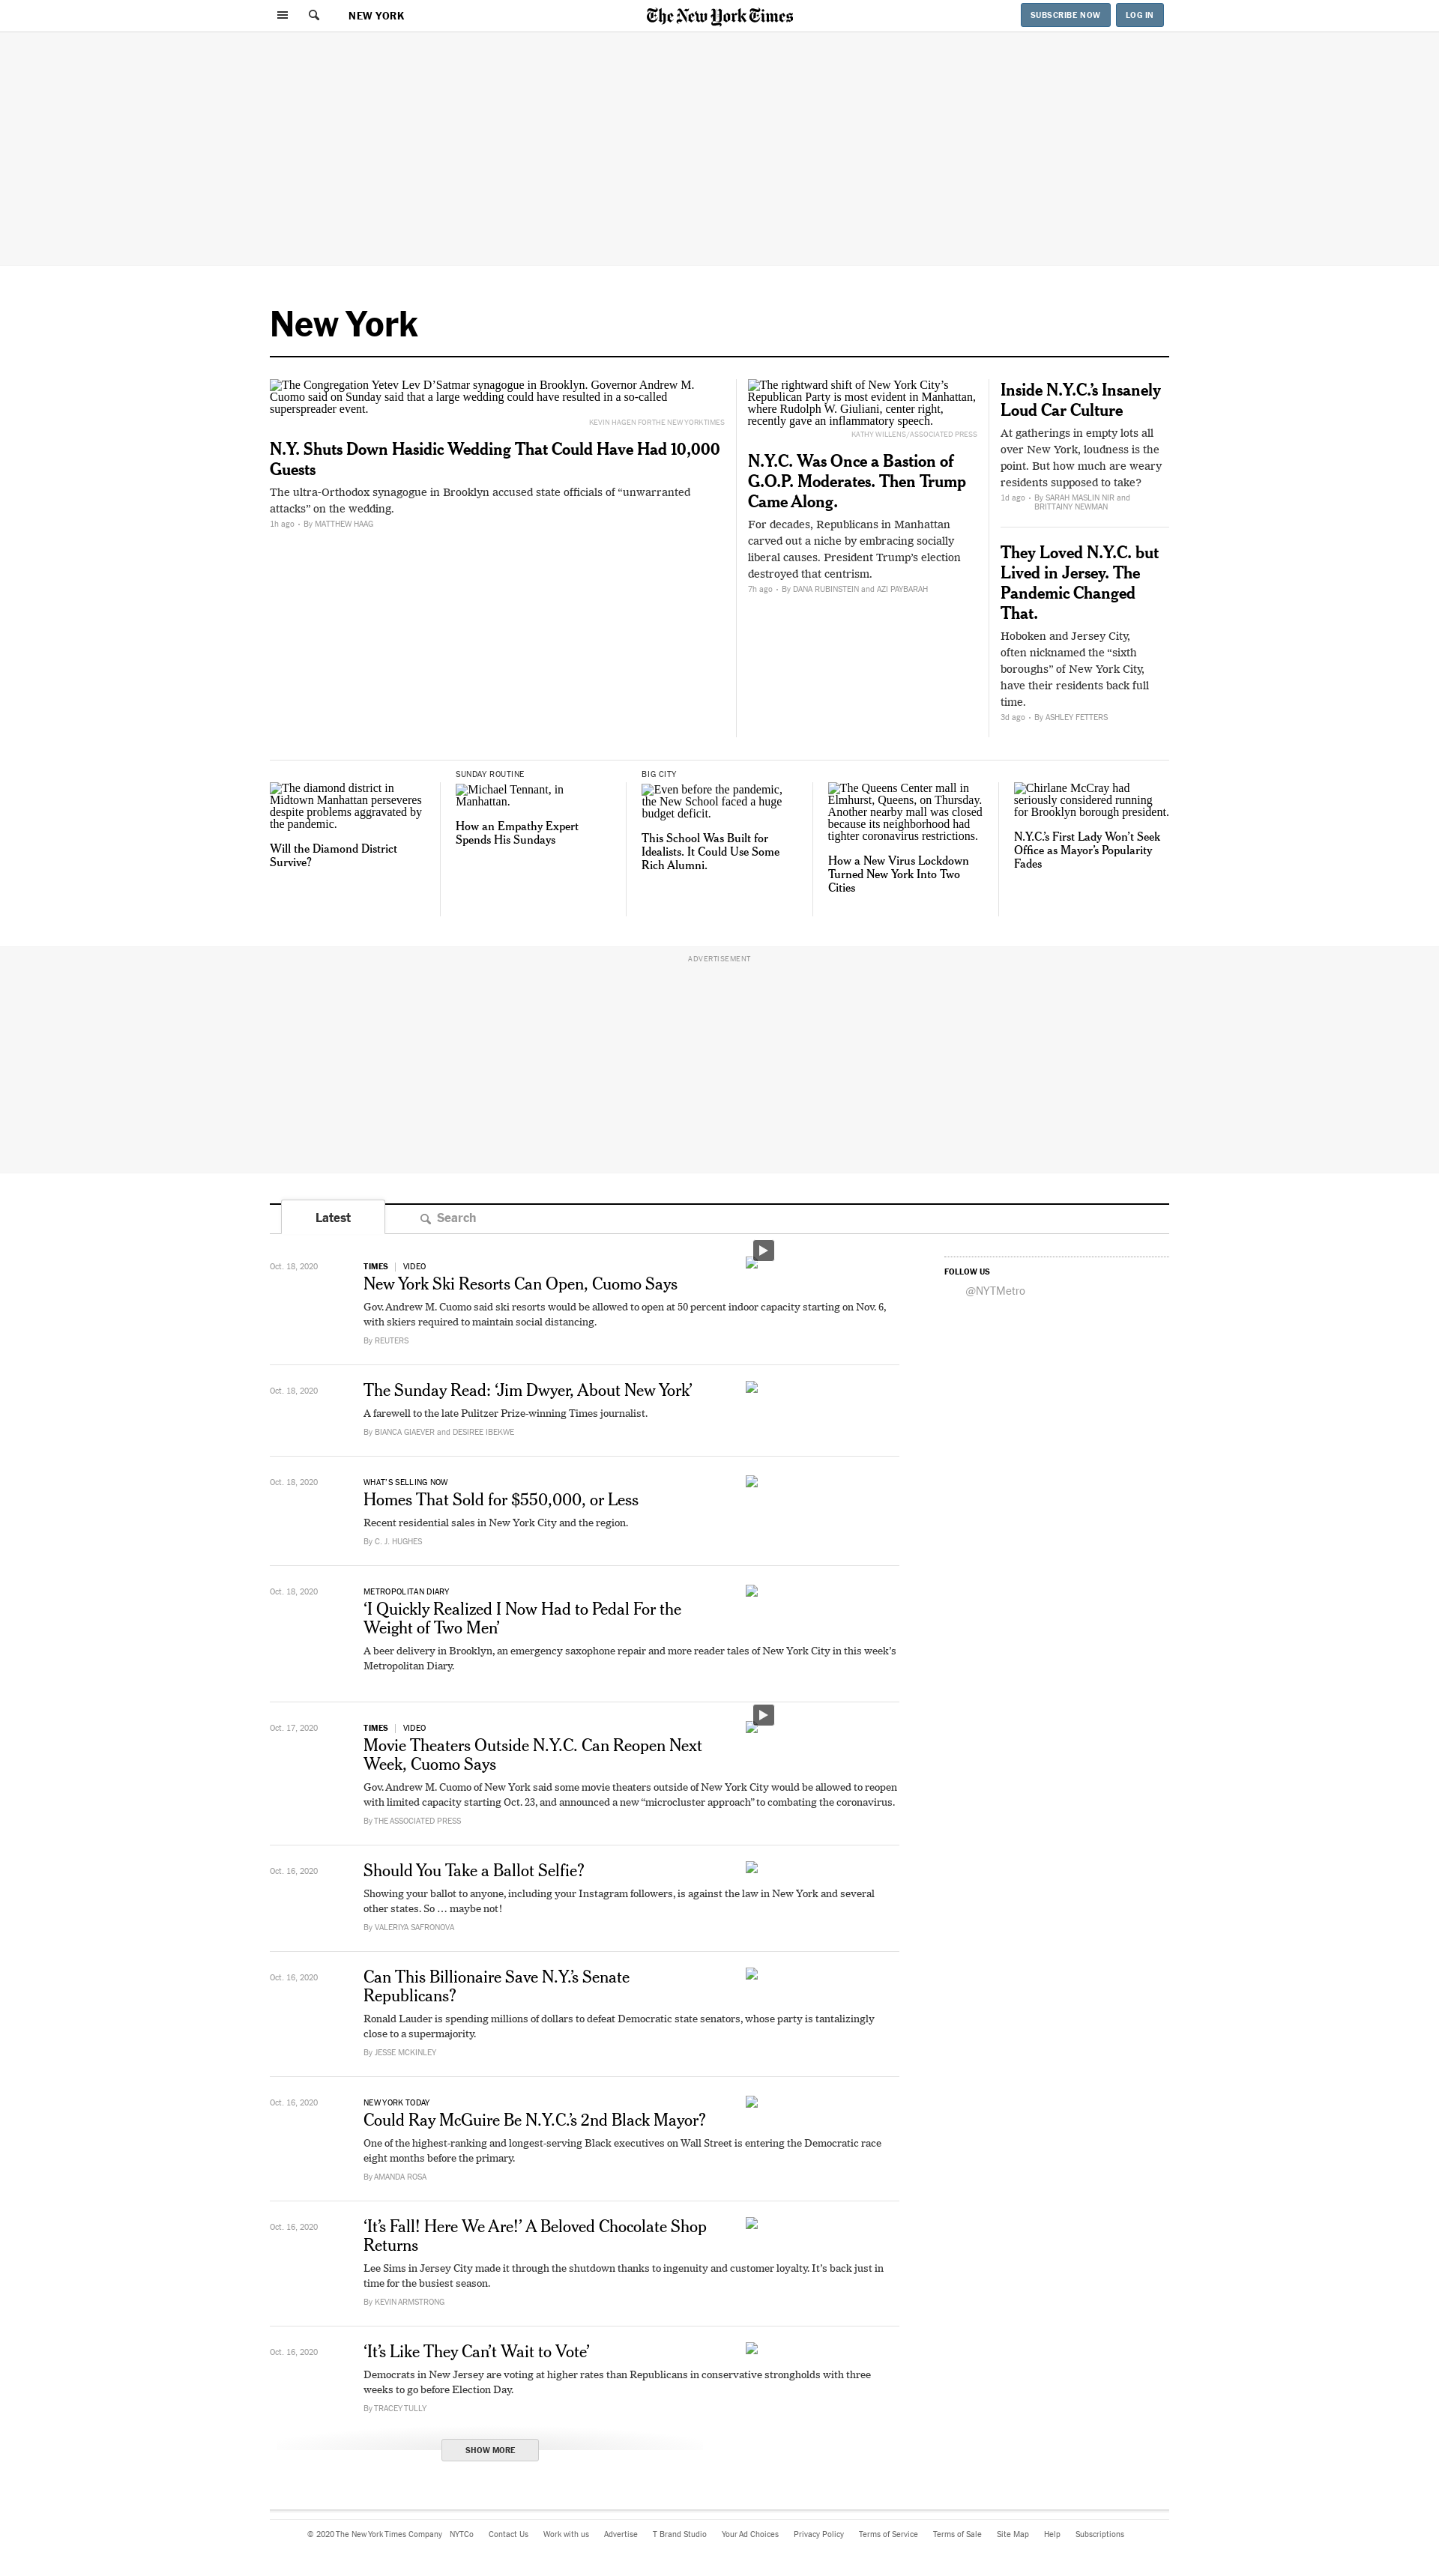 NEW YORK
The New York Times
SUBSCRIBE NOW
LOG IN
New York
The Congregation Yetev Lev D’Satmar synagogue in Brooklyn. Governor Andrew M.
Cuomo said on Sunday said that a large wedding could have resulted in a so-called
superspreader event.
KEVIN HAGEN FOR THE NEW YORK TIMES
N.Y. Shuts Down Hasidic Wedding That Could Have Had 10,000
Guests
The ultra-Orthodox synagogue in Brooklyn accused state officials of “unwarranted
attacks” on the wedding.
1h ago • By MATTHEW HAAG
The rightward shift of New York City’s
Republican Party is most evident in Manhattan,
where Rudolph W. Giuliani, center right,
recently gave an inflammatory speech.
KATHY WILLENS/ASSOCIATED PRESS
N.Y.C. Was Once a Bastion of
G.O.P. Moderates. Then Trump
Came Along.
For decades, Republicans in Manhattan
carved out a niche by embracing socially
liberal causes. President Trump’s election
destroyed that centrism.
7h ago • By DANA RUBINSTEIN and AZI PAYBARAH
Inside N.Y.C.’s Insanely
Loud Car Culture
At gatherings in empty lots all
over New York, loudness is the
point. But how much are weary
residents supposed to take?
1d ago • By SARAH MASLIN NIR and
BRITTAINY NEWMAN
They Loved N.Y.C. but
Lived in Jersey. The
Pandemic Changed
That.
Hoboken and Jersey City,
often nicknamed the “sixth
boroughs” of New York City,
have their residents back full
time.
3d ago • By ASHLEY FETTERS
The diamond district in
Midtown Manhattan perseveres
despite problems aggravated by
the pandemic.
Will the Diamond District
Survive?
SUNDAY ROUTINE
Michael Tennant, in
Manhattan.
How an Empathy Expert
Spends His Sundays
BIG CITY
Even before the pandemic,
the New School faced a huge
budget deficit.
This School Was Built for
Idealists. It Could Use Some
Rich Alumni.
The Queens Center mall in
Elmhurst, Queens, on Thursday.
Another nearby mall was closed
because its neighborhood had
tighter coronavirus restrictions.
How a New Virus Lockdown
Turned New York Into Two
Cities
Chirlane McCray had
seriously considered running
for Brooklyn borough president.
N.Y.C.’s First Lady Won’t Seek
Office as Mayor’s Popularity
Fades
ADVERTISEMENT
Latest
Search
Oct. 18, 2020
TIMES | VIDEO
New York Ski Resorts Can Open, Cuomo Says
Gov. Andrew M. Cuomo said ski resorts would be allowed to open at 50 percent indoor capacity starting on Nov. 6,
with skiers required to maintain social distancing.
By REUTERS
FOLLOW US
@NYTMetro
Oct. 18, 2020
The Sunday Read: ‘Jim Dwyer, About New York’
A farewell to the late Pulitzer Prize-winning Times journalist.
By BIANCA GIAEVER and DESIREE IBEKWE
Oct. 18, 2020
WHAT’S SELLING NOW
Homes That Sold for $550,000, or Less
Recent residential sales in New York City and the region.
By C. J. HUGHES
Oct. 18, 2020
METROPOLITAN DIARY
‘I Quickly Realized I Now Had to Pedal For the
Weight of Two Men’
A beer delivery in Brooklyn, an emergency saxophone repair and more reader tales of New York City in this week’s
Metropolitan Diary.
Oct. 17, 2020
TIMES | VIDEO
Movie Theaters Outside N.Y.C. Can Reopen Next
Week, Cuomo Says
Gov. Andrew M. Cuomo of New York said some movie theaters outside of New York City would be allowed to reopen
with limited capacity starting Oct. 23, and announced a new “microcluster approach” to combating the coronavirus.
By THE ASSOCIATED PRESS
Oct. 16, 2020
Should You Take a Ballot Selfie?
Showing your ballot to anyone, including your Instagram followers, is against the law in New York and several
other states. So … maybe not!
By VALERIYA SAFRONOVA
Oct. 16, 2020
Can This Billionaire Save N.Y.’s Senate
Republicans?
Ronald Lauder is spending millions of dollars to defeat Democratic state senators, whose party is tantalizingly
close to a supermajority.
By JESSE MCKINLEY
Oct. 16, 2020
NEW YORK TODAY
Could Ray McGuire Be N.Y.C.’s 2nd Black Mayor?
One of the highest-ranking and longest-serving Black executives on Wall Street is entering the Democratic race
eight months before the primary.
By AMANDA ROSA
Oct. 16, 2020
‘It’s Fall! Here We Are!’ A Beloved Chocolate Shop
Returns
Lee Sims in Jersey City made it through the shutdown thanks to ingenuity and customer loyalty. It’s back just in
time for the busiest season.
By KEVIN ARMSTRONG
Oct. 16, 2020
‘It’s Like They Can’t Wait to Vote’
Democrats in New Jersey are voting at higher rates than Republicans in conservative strongholds with three
weeks to go before Election Day.
By TRACEY TULLY
SHOW MORE
© 2020 The New York Times Company NYTCo Contact Us Work with us Advertise T Brand Studio Your Ad Choices Privacy Policy Terms of Service Terms of Sale Site Map Help Subscriptions